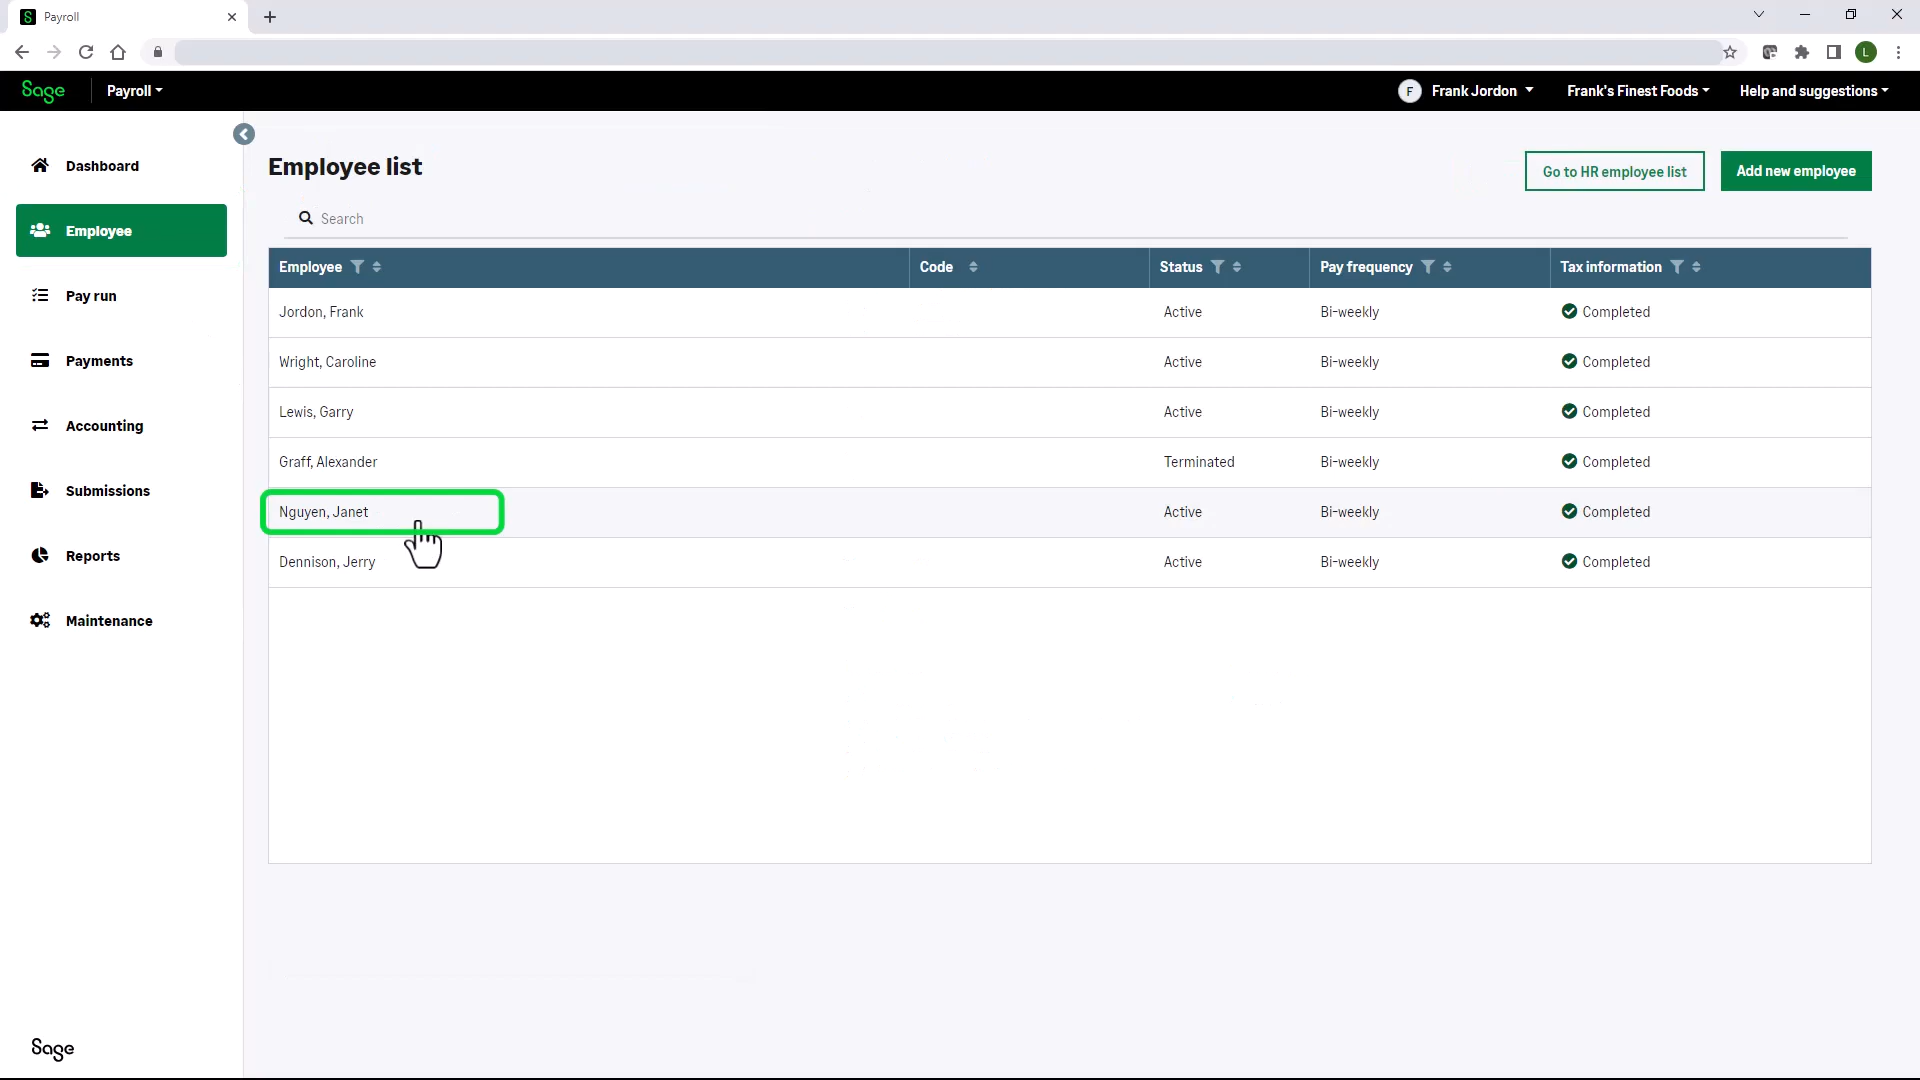 S Payroll
L
Sage Payroll F Frank Jordon Frank's Finest Foods Help and suggestions
Dashboard
Employee
Pay run
Payments
Accounting
Submissions
Reports
Maintenance
Sage
Employee list
Go to HR employee list Add new employee
Search
Employee Code Status Pay frequency Tax information
Jordon, Frank Active Bi-weekly Completed
Wright, Caroline Active Bi-weekly Completed
Lewis, Garry Active Bi-weekly Completed
Graff, Alexander Terminated Bi-weekly Completed
Nguyen, Janet Active Bi-weekly Completed
Dennison, Jerry Active Bi-weekly Completed